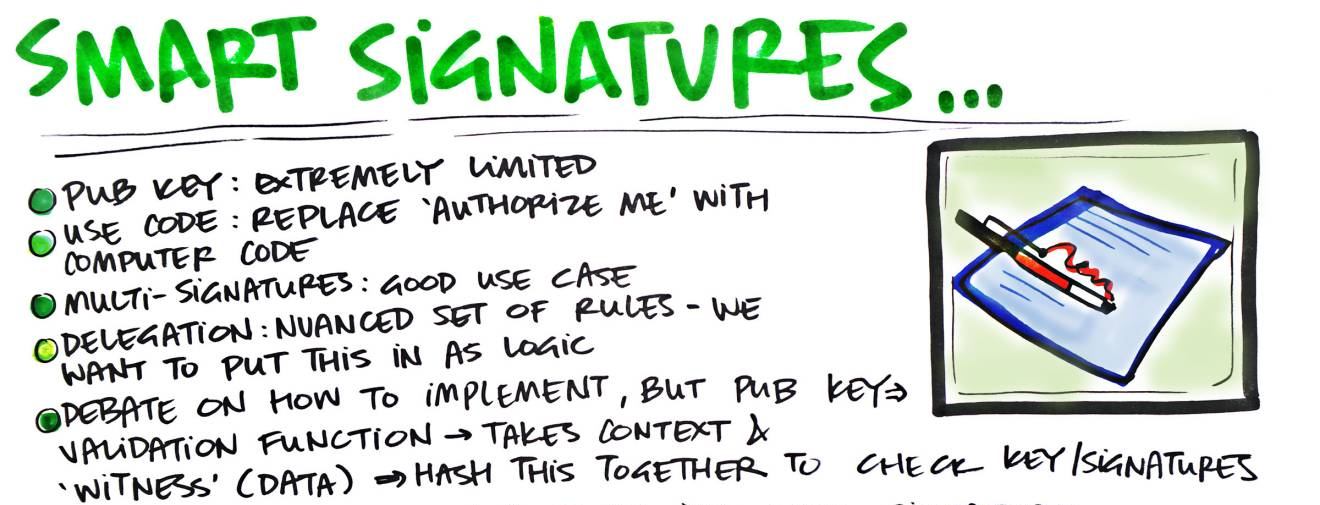 SMART SIGNATURES...
PUB KEY: EXTREMELY LIMITED
USE CODE: REPLACE 'AUTHORIZE ME' WITH
COMPUTER CODE
MULTI-SIGNATURES: GOOD USE CASE
DELEGATION: NUANCED SET OF RULES - WE
WANT TO PUT THIS IN AS LOGIC
DEBATE ON HOW TO IMPLEMENT, BUT PUB KEY⇒
VALIDATION FUNCTION → TAKES CONTEXT &
'WITNESS' (DATA) ⇒ HASH THIS TOGETHER TO CHECK KEY/SIGNATURES